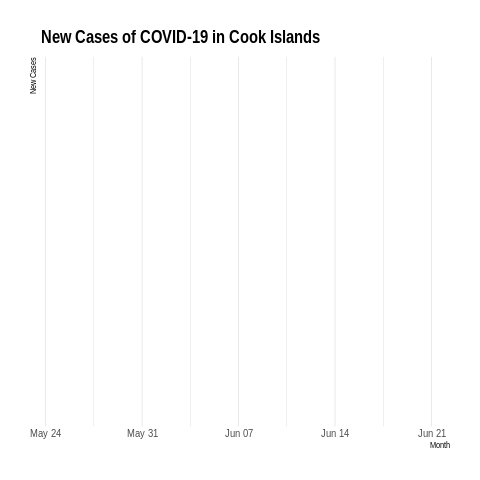 New Cases of COVID-19 in Cook Islands
New Cases
May 24
May 31
Jun 07
Jun 14
Jun 21
Month